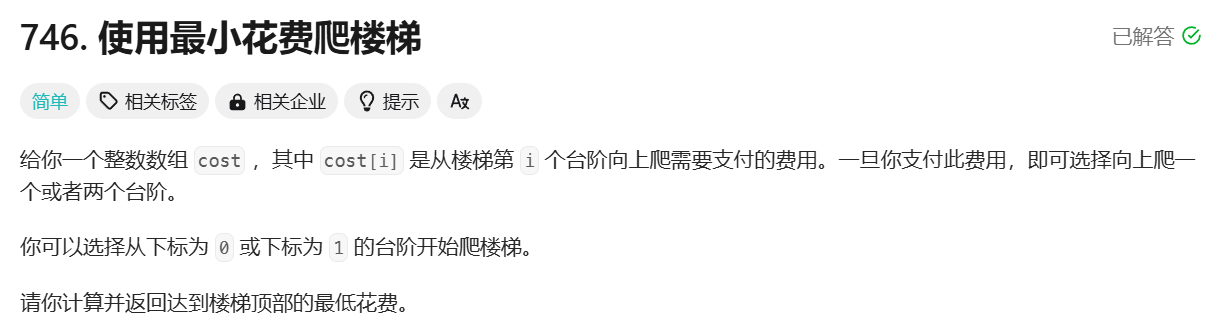 746. 使用最小花费爬楼梯
已解答
简单 相关标签 相关企业 提示 Aあ
给你一个整数数组 cost ，其中 cost[i] 是从楼梯第 i 个台阶向上爬需要支付的费用。一旦你支付此费用，即可选择向上爬一
个或者两个台阶。
你可以选择从下标为 0 或下标为 1 的台阶开始爬楼梯。
请你计算并返回达到楼梯顶部的最低花费。